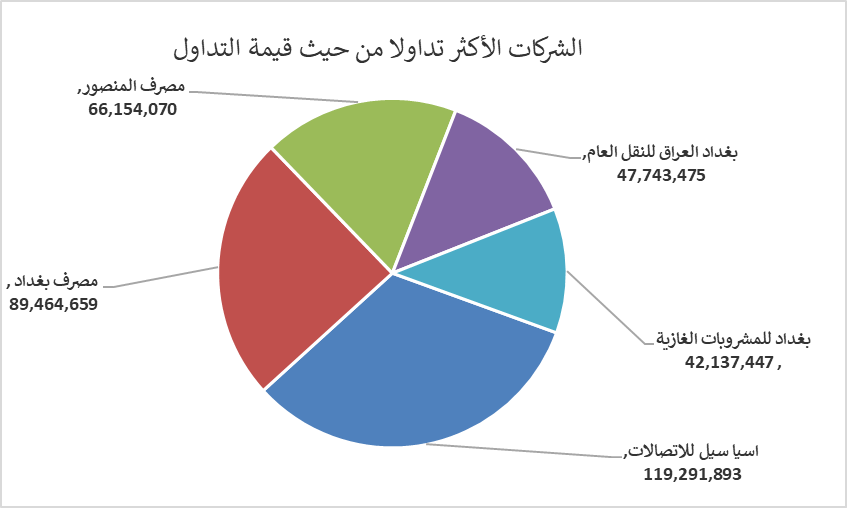 الشركات الأكثر تداولا من حيث قيمة التداول
مصرف المنصور,
66,154,070
بغداد العراق للنقل العام,
47,743,475
مصرف بغداد ,
89,464,659
بغداد للمشروبات الغازية
42,137,447 ,
اسيا سيل للاتصالات,
119,291,893